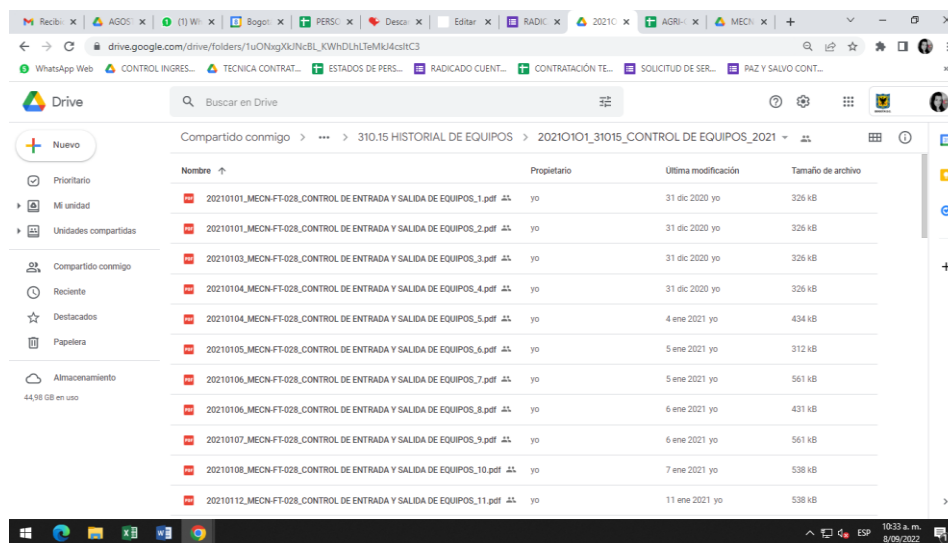 Recibic
AGOS
(1) W
Bogot
PERSC
Desca
Editar
RADIC
2021C
AGRI-
MECN
drive.google.com/drive/folders/1uONxgXkJNcBL_KWhDLhLTeMkI4csItC3
WhatsApp Web CONTROL INGRES... TECNICA CONTRAT... ESTADOS DE PERS... RADICADO CUENT... CONTRATACIÓN TE... SOLICITUD DE SER... PAZ Y SALVO CONT...
Drive
Buscar en Drive
Nuevo
Prioritario
Mi unidad
Unidades compartidas
Compartido conmigo
Reciente
Destacados
Papelera
Almacenamiento
44,98 GB en uso
Compartido conmigo > ... > 310.15 HISTORIAL DE EQUIPOS > 2021O1O1_31015_CONTROL DE EQUIPOS_2021
Nombre Propietario Última modificación Tamaño de archivo
20210101_MECN-FT-028_CONTROL DE ENTRADA Y SALIDA DE EQUIPOS_1.pdf yo 31 dic 2020 yo 326 kB
20210101_MECN-FT-028_CONTROL DE ENTRADA Y SALIDA DE EQUIPOS_2.pdf yo 31 dic 2020 yo 326 kB
20210103_MECN-FT-028_CONTROL DE ENTRADA Y SALIDA DE EQUIPOS_3.pdf yo 31 dic 2020 yo 326 kB
20210104_MECN-FT-028_CONTROL DE ENTRADA Y SALIDA DE EQUIPOS_4.pdf yo 31 dic 2020 yo 326 kB
20210104_MECN-FT-028_CONTROL DE ENTRADA Y SALIDA DE EQUIPOS_5.pdf yo 4 ene 2021 yo 434 kB
20210105_MECN-FT-028_CONTROL DE ENTRADA Y SALIDA DE EQUIPOS_6.pdf yo 5 ene 2021 yo 312 kB
20210106_MECN-FT-028_CONTROL DE ENTRADA Y SALIDA DE EQUIPOS_7.pdf yo 5 ene 2021 yo 561 kB
20210106_MECN-FT-028_CONTROL DE ENTRADA Y SALIDA DE EQUIPOS_8.pdf yo 6 ene 2021 yo 431 kB
20210107_MECN-FT-028_CONTROL DE ENTRADA Y SALIDA DE EQUIPOS_9.pdf yo 6 ene 2021 yo 561 kB
20210108_MECN-FT-028_CONTROL DE ENTRADA Y SALIDA DE EQUIPOS_10.pdf yo 7 ene 2021 yo 538 kB
20210112_MECN-FT-028_CONTROL DE ENTRADA Y SALIDA DE EQUIPOS_11.pdf yo 11 ene 2021 yo 538 kB
ESP
10:33 a. m.
8/09/2022